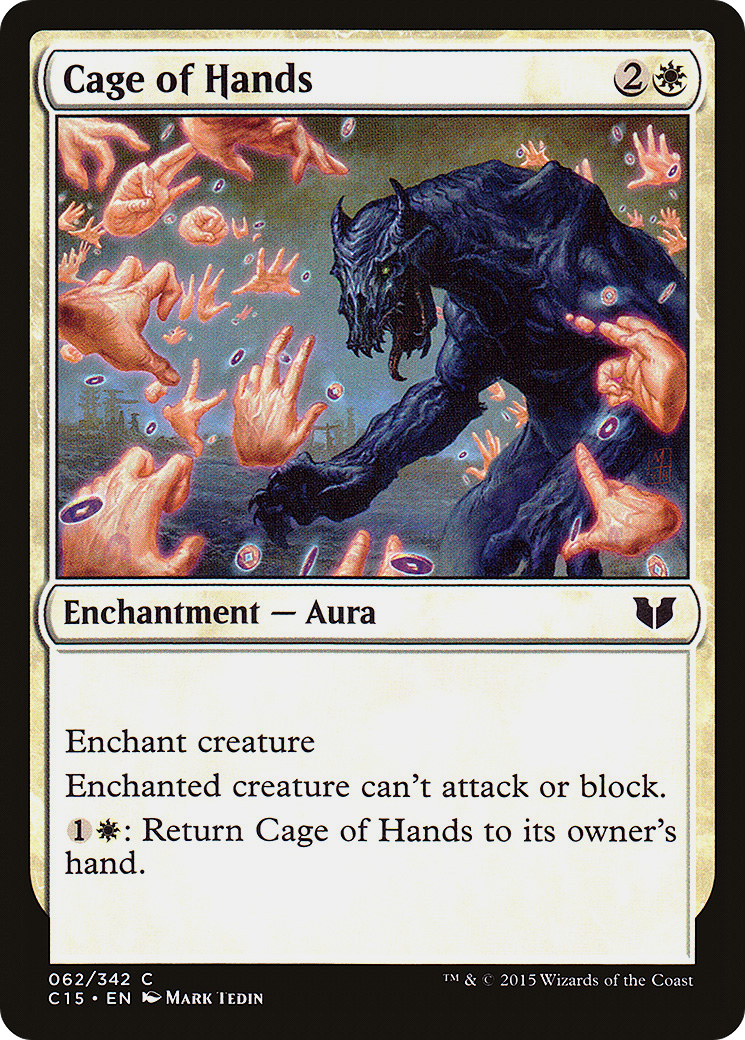 Cage of Hands 2
Enchantment — Aura
Enchant creature
Enchanted creature can't attack or block.
1 : Return Cage of Hands to its owner's
hand.
062/342 C
™ & © 2015 Wizards of the Coast
C15 • EN Mark Tedin